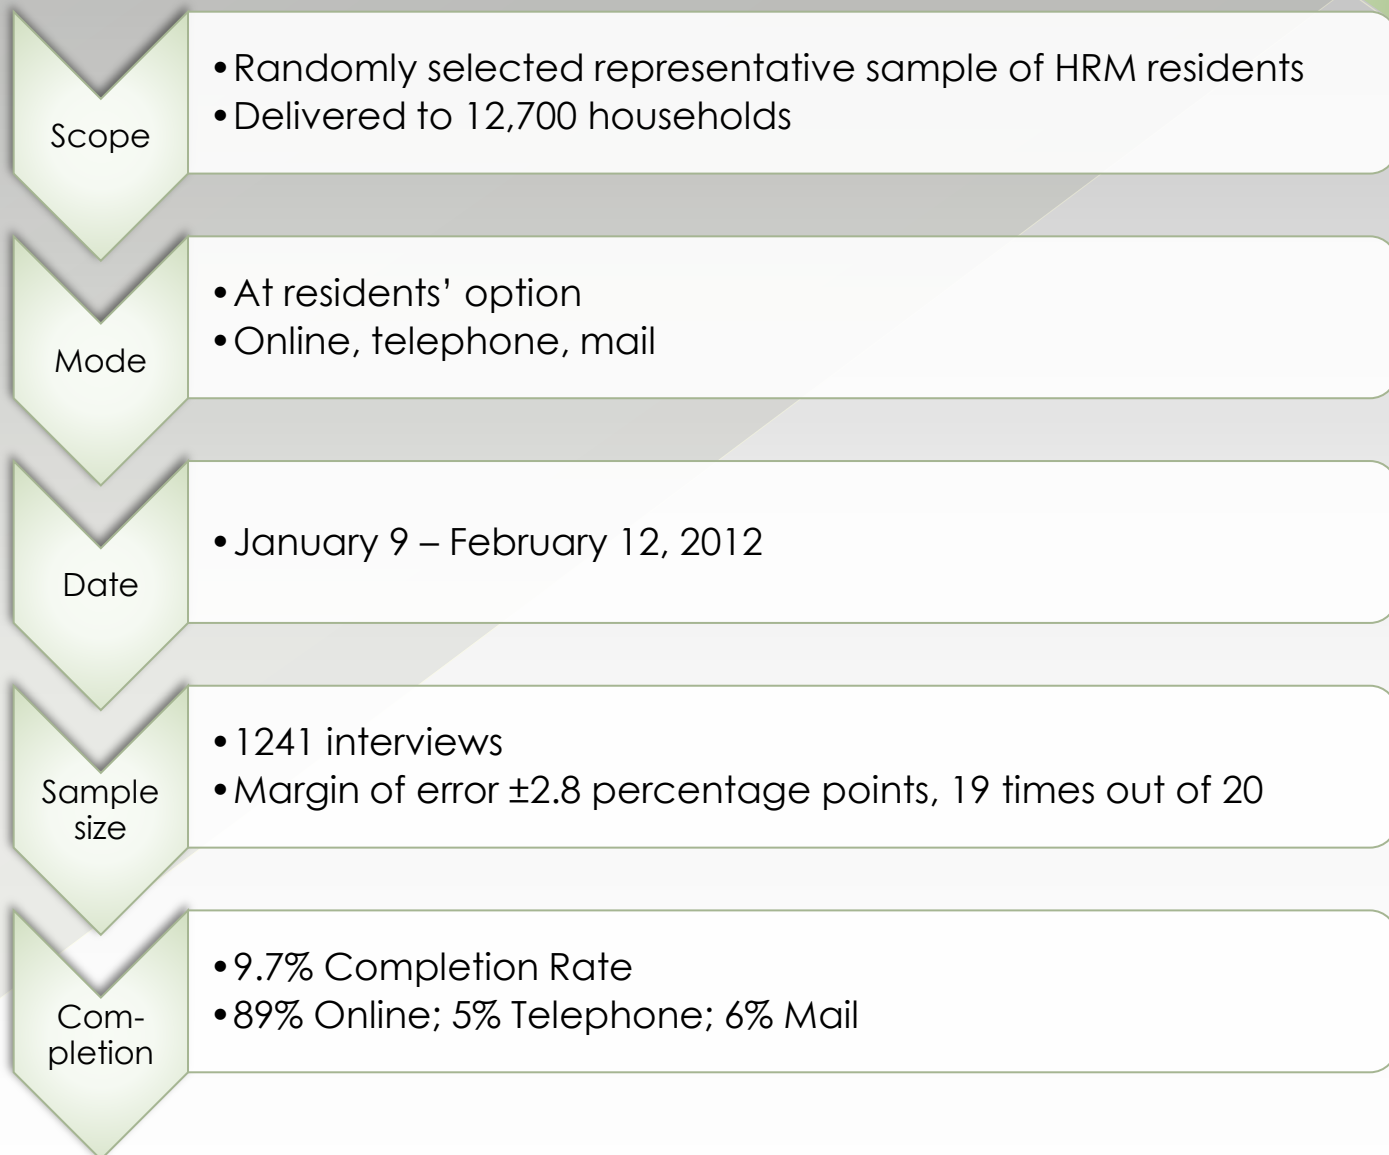 Scope
•Randomly selected representative sample of HRM residents
•Delivered to 12,700 households
Mode
•At residents’ option
•Online, telephone, mail
Date
•January 9 – February 12, 2012
Sample
size
•1241 interviews
•Margin of error ±2.8 percentage points, 19 times out of 20
Com-
pletion
•9.7% Completion Rate
•89% Online; 5% Telephone; 6% Mail